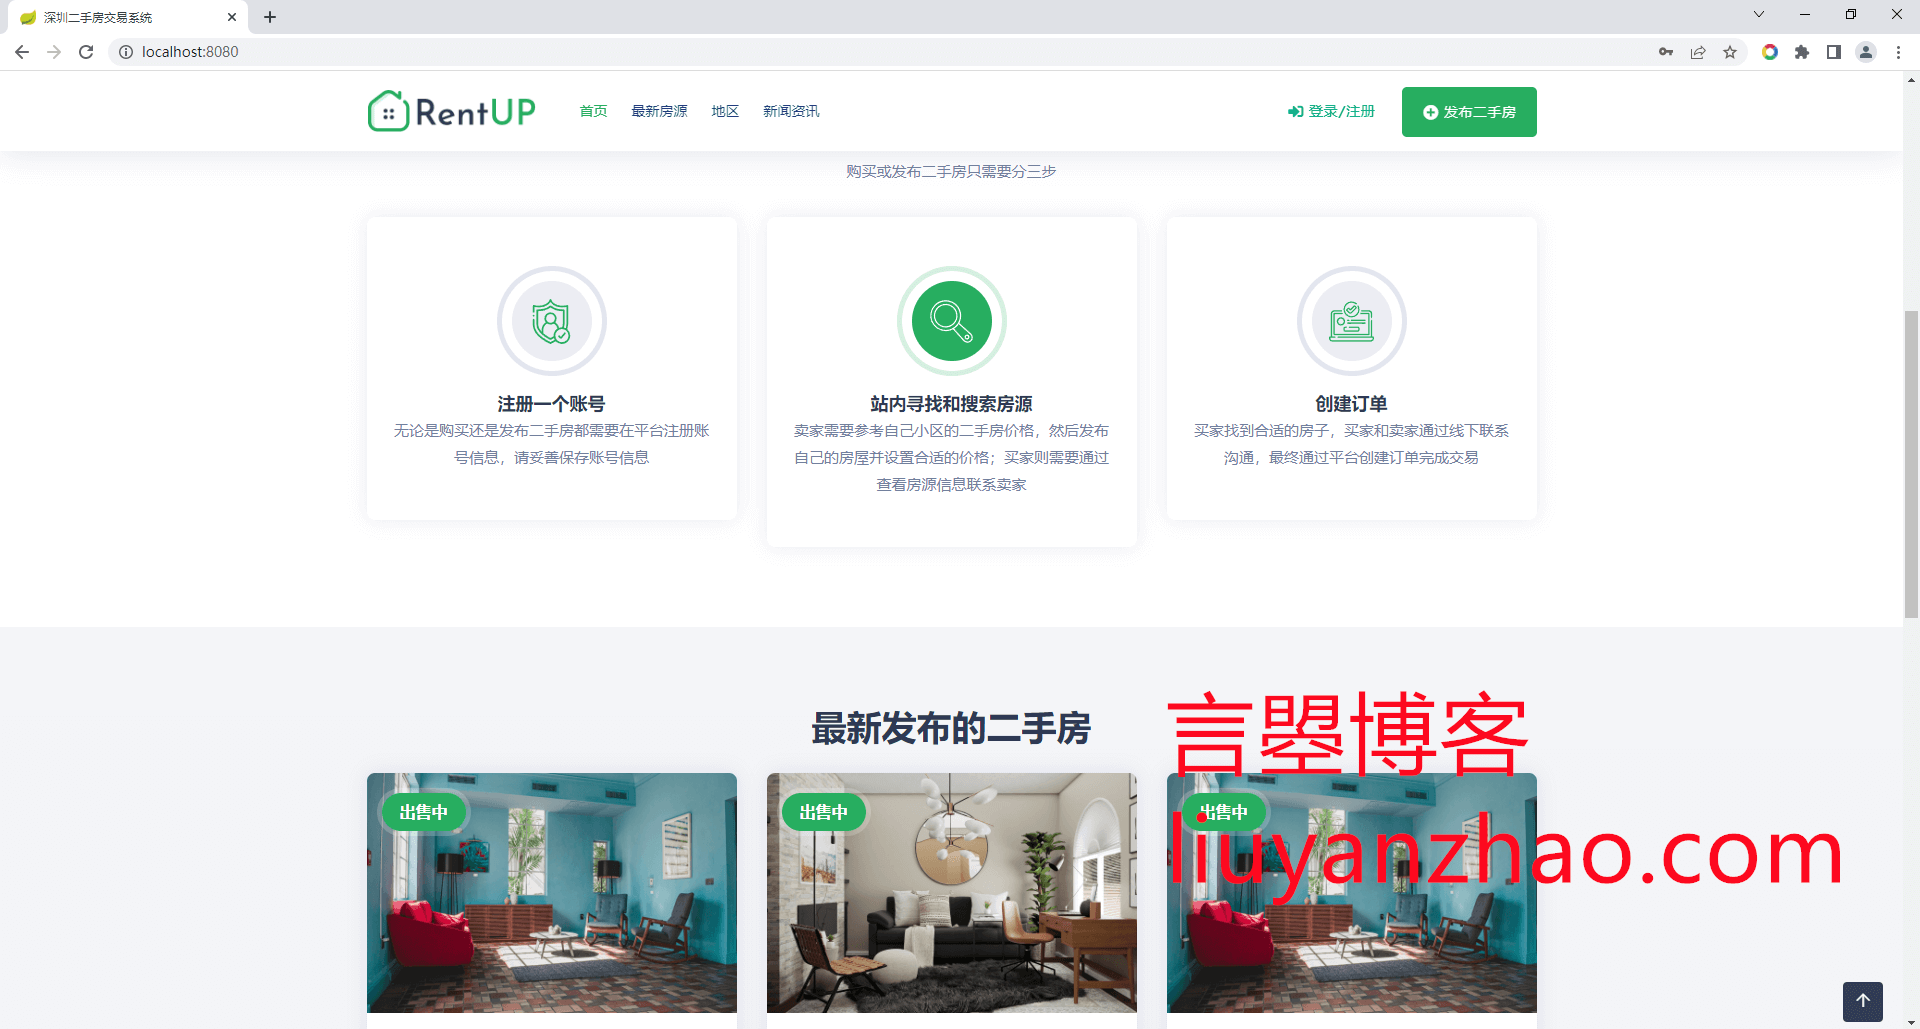 深圳二手房交易系统
localhost:8080
RentUP
首页
最新房源
地区
新闻资讯
登录/注册
发布二手房
购买或发布二手房只需要分三步
注册一个账号
无论是购买还是发布二手房都需要在平台注册账
号信息，请妥善保存账号信息
站内寻找和搜索房源
卖家需要参考自己小区的二手房价格，然后发布
自己的房屋并设置合适的价格；买家则需要通过
查看房源信息联系卖家
创建订单
买家找到合适的房子，买家和卖家通过线下联系
沟通，最终通过平台创建订单完成交易
最新发布的二手房
言曌博客
liuyanzhao.com
出售中
出售中
出售中